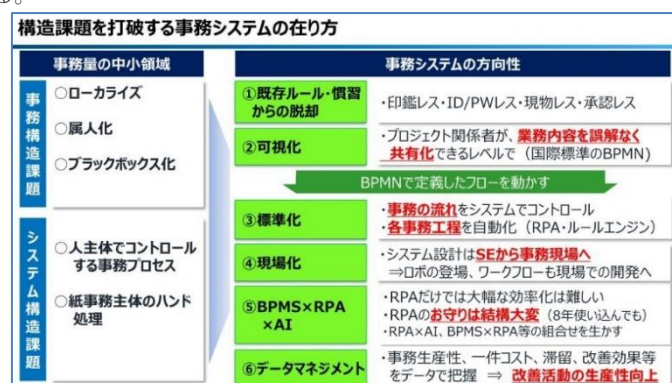 る。
構造課題を打破する事務システムの在り方
事務量の中小領域
事務システムの方向性
事務構造課題
○ローカライズ
○属人化
○ブラックボックス化
システム構造課題
○人主体でコントロール
する事務プロセス
○紙事務主体のハンド
処理
①既存ルール・慣習
からの脱却
・印鑑レス・ID/PWレス・現物レス・承認レス
②可視化
・プロジェクト関係者が、業務内容を誤解なく
共有化できるレベルで（国際標準のBPMN)
BPMNで定義したフローを動かす
③標準化
・事務の流れをシステムでコントロール
・各事務工程を自動化（RPA・ルールエンジン）
④現場化
・システム設計はSEから事務現場へ
⇒ロボの登場、ワークフローも現場での開発へ
⑤BPMS×RPA
×AI
・RPAだけでは大幅な効率化は難しい
・RPAのお守りは結構大変（8年使い込んでも）
・RPA×AI、BPMS×RPA等の組合せを生かす
⑥データマネジメント
・事務生産性、一件コスト、滞留、改善効果等
をデータで把握 ⇒ 改善活動の生産性向上